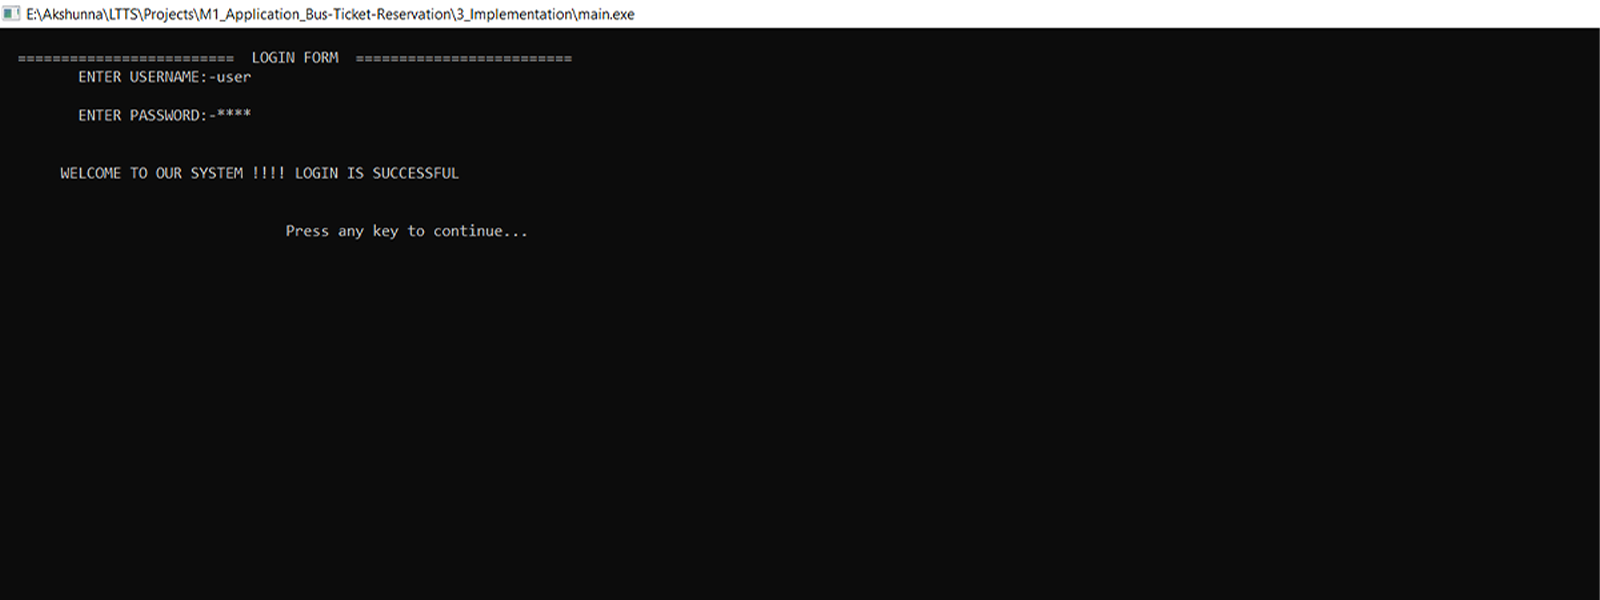 E:\Akshunna\LTTS\Projects\M1_Application_Bus-Ticket-Reservation\3_Implementation\main.exe
========================= LOGIN FORM =========================
ENTER USERNAME:-user
ENTER PASSWORD:-****
WELCOME TO OUR SYSTEM !!!! LOGIN IS SUCCESSFUL
Press any key to continue...